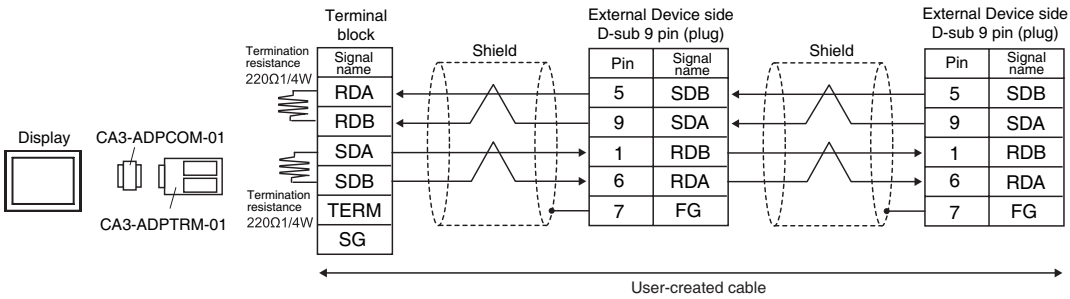 Display
CA3-ADPCOM-01
CA3-ADPTRM-01
Termination
resistance
220Ω1/4W
Termination
resistance
220Ω1/4W
Terminal
block
Signal
name
RDA
RDB
SDA
SDB
TERM
SG
Shield
External Device side
D-sub 9 pin (plug)
Pin Signal
name
5 SDB
9 SDA
1 RDB
6 RDA
7 FG
Shield
External Device side
D-sub 9 pin (plug)
Pin Signal
name
5 SDB
9 SDA
1 RDB
6 RDA
7 FG
User-created cable